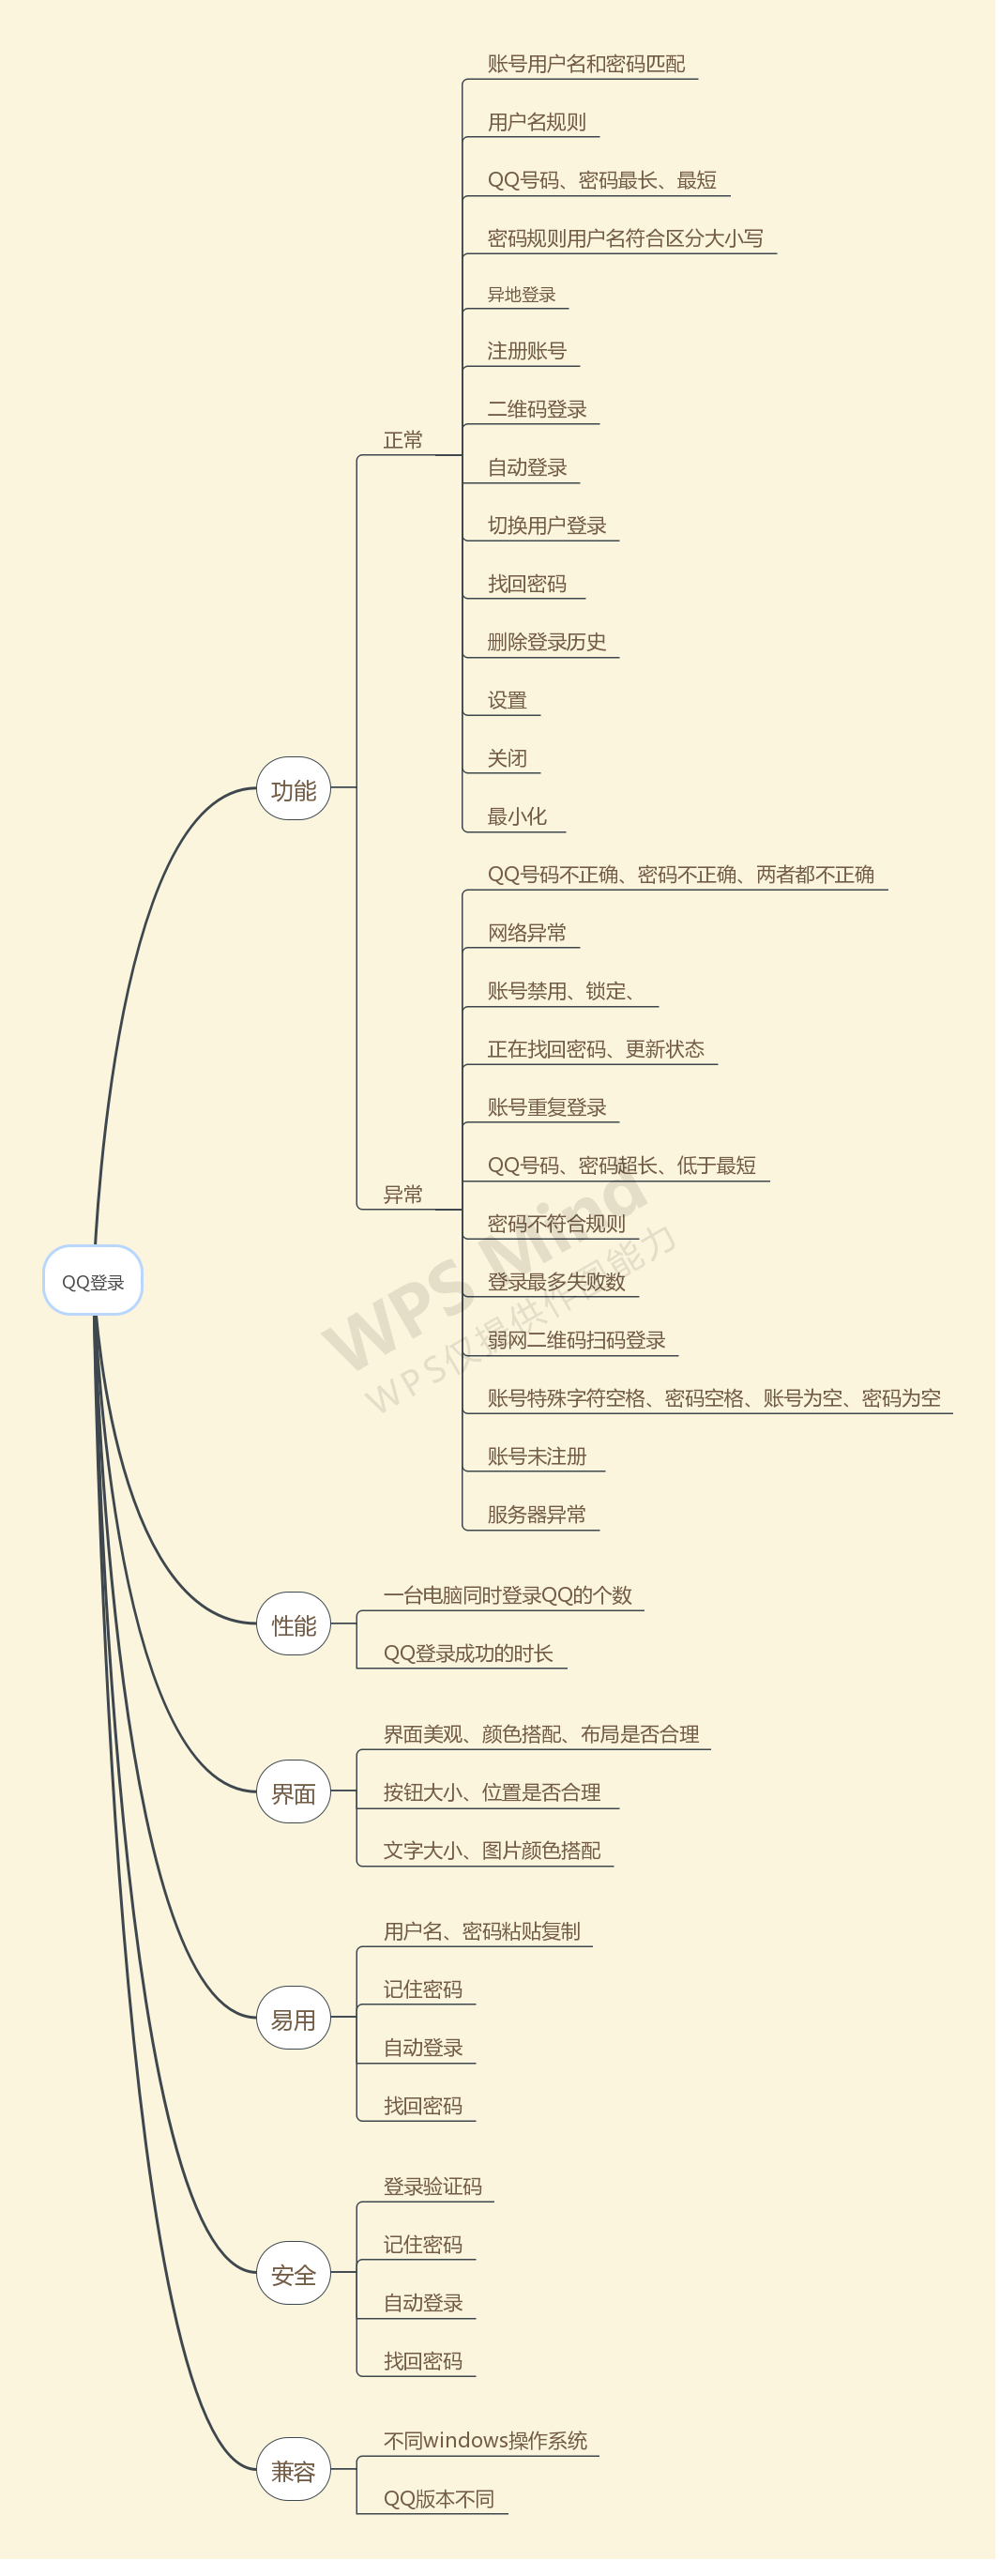 账号用户名和密码匹配
用户名规则
QQ号码、密码最长、最短
密码规则用户名符合区分大小写
异地登录
注册账号
二维码登录
正常
自动登录
切换用户登录
找回密码
删除登录历史
设置
关闭
功能
最小化
QQ号码不正确、密码不正确、两者都不正确
网络异常
账号禁用、锁定、
正在找回密码、更新状态
账号重复登录
QQ号码、密码超长、低于最短
异常
密码不符合规则
登录最多失败数
QQ登录
弱网二维码扫码登录
账号特殊字符空格、密码空格、账号为空、密码为空
账号未注册
服务器异常
WPS Mind
WPS仅提供作图能力
一台电脑同时登录QQ的个数
性能
QQ登录成功的时长
界面美观、颜色搭配、布局是否合理
界面
按钮大小、位置是否合理
文字大小、图片颜色搭配
用户名、密码粘贴复制
记住密码
易用
自动登录
找回密码
登录验证码
记住密码
安全
自动登录
找回密码
不同windows操作系统
兼容
QQ版本不同